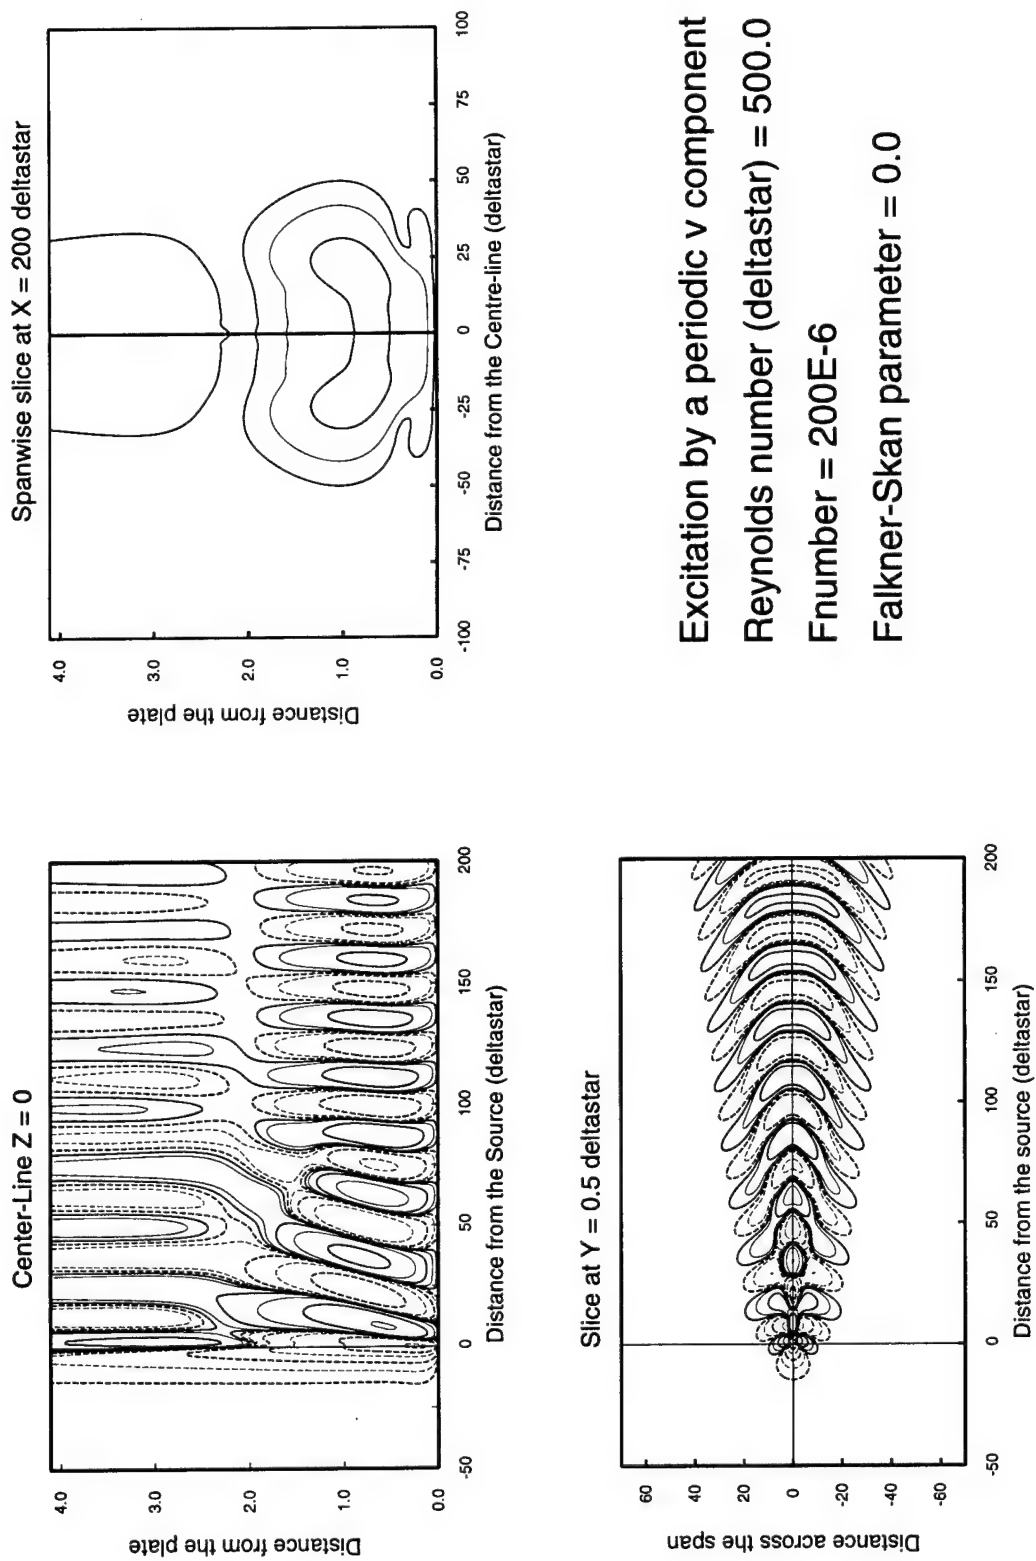 Center-Line Z = 0
Distance from the plate
4.0
3.0
2.0
1.0
0.0
-50
0
50
100
150
200
Distance from the Source (deltastar)
Spanwise slice at X = 200 deltastar
Distance from the plate
4.0
3.0
2.0
1.0
0.0
-100
-75
-50
-25
0
25
50
75
100
Distance from the Centre-line (deltastar)
Slice at Y = 0.5 deltastar
Distance across the span
60
40
20
0
-20
-40
-60
-50
0
50
100
150
200
Distance from the source (deltastar)
Excitation by a periodic v component
Reynolds number (deltastar) = 500.0
Fnumber = 200E-6
Falkner-Skan parameter = 0.0